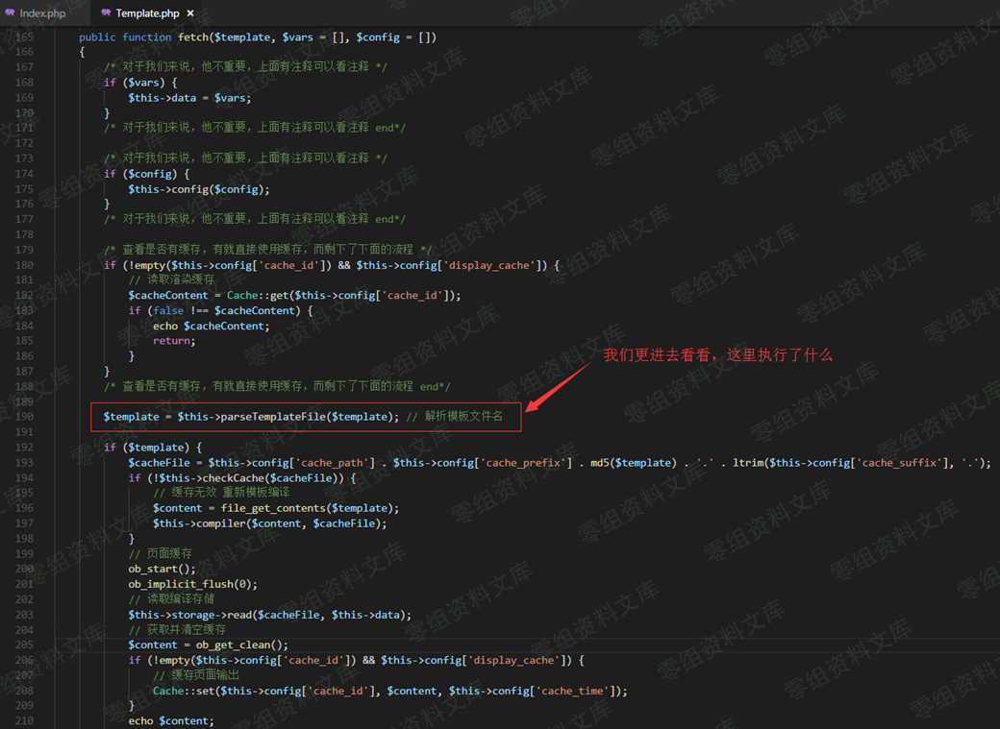 Index.php
Template.php ×
165 public function fetch($template, $vars = [], $config = [])
166 {
167 /* 对于我们来说，他不重要，上面有注释可以看注释 */
168 if ($vars) {
169 $this->data = $vars;
170 }
171 /* 对于我们来说，他不重要，上面有注释可以看注释 end*/
172
173 /* 对于我们来说，他不重要，上面有注释可以看注释 */
174 if ($config) {
175 $this->config($config);
176 }
177 /* 对于我们来说，他不重要，上面有注释可以看注释 end*/
178
179 /* 查看是否有缓存，有就直接使用缓存，而剩下了下面的流程 */
180 if (!empty($this->config['cache_id']) && $this->config['display_cache']) {
181 // 读取渲染缓存
182 $cacheContent = Cache::get($this->config['cache_id']);
183 if (false !== $cacheContent) {
184 echo $cacheContent;
185 return;
186 }
187 }
我们更进去看看，这里执行了什么
188 /* 查看是否有缓存，有就直接使用缓存，而剩下了下面的流程 end*/
189
190 $template = $this->parseTemplateFile($template); // 解析模板文件名
191
192 if ($template) {
193 $cacheFile = $this->config['cache_path'] . $this->config['cache_prefix'] . md5($template) . '.' . ltrim($this->config['cache_suffix'], '.');
194 if (!$this->checkCache($cacheFile)) {
195 // 缓存无效 重新模板编译
196 $content = file_get_contents($template);
197 $this->compiler($content, $cacheFile);
198 }
199 // 页面缓存
200 ob_start();
201 ob_implicit_flush(0);
202 // 读取编译存储
203 $this->storage->read($cacheFile, $this->data);
204 // 获取并清空缓存
205 $content = ob_get_clean();
206 if (!empty($this->config['cache_id']) && $this->config['display_cache']) {
207 // 缓存页面输出
208 Cache::set($this->config['cache_id'], $content, $this->config['cache_time']);
209 }
210 echo $content;
零组资料文库